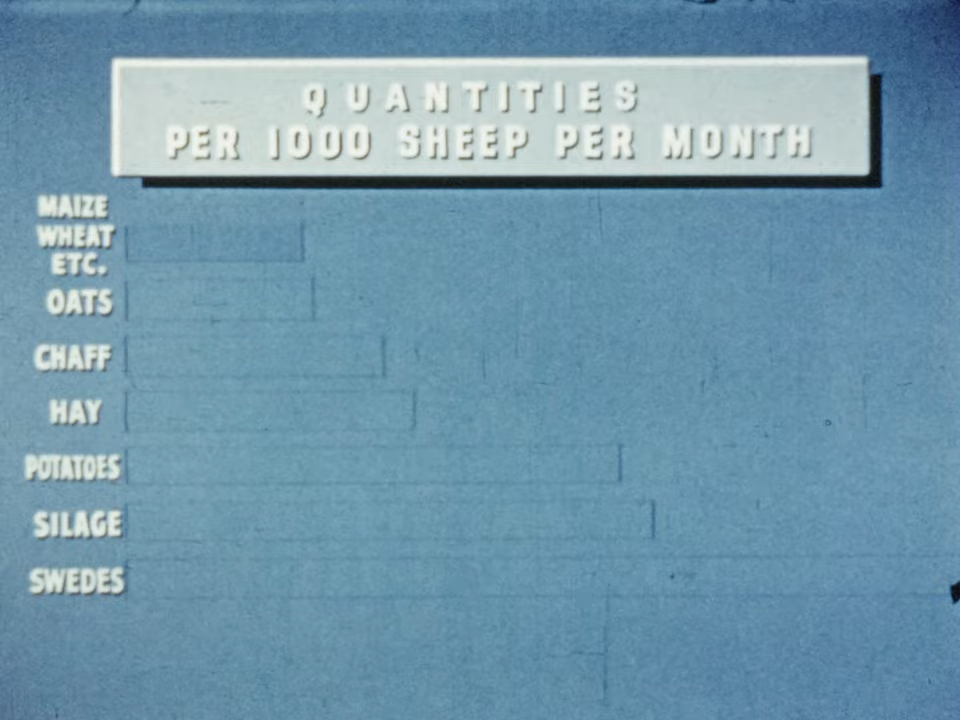 QUANTITIES
PER 1000 SHEEP PER MONTH
MAIZE
WHEAT
ETC.
OATS
CHAFF
HAY
POTATOES
SILAGE
SWEDES